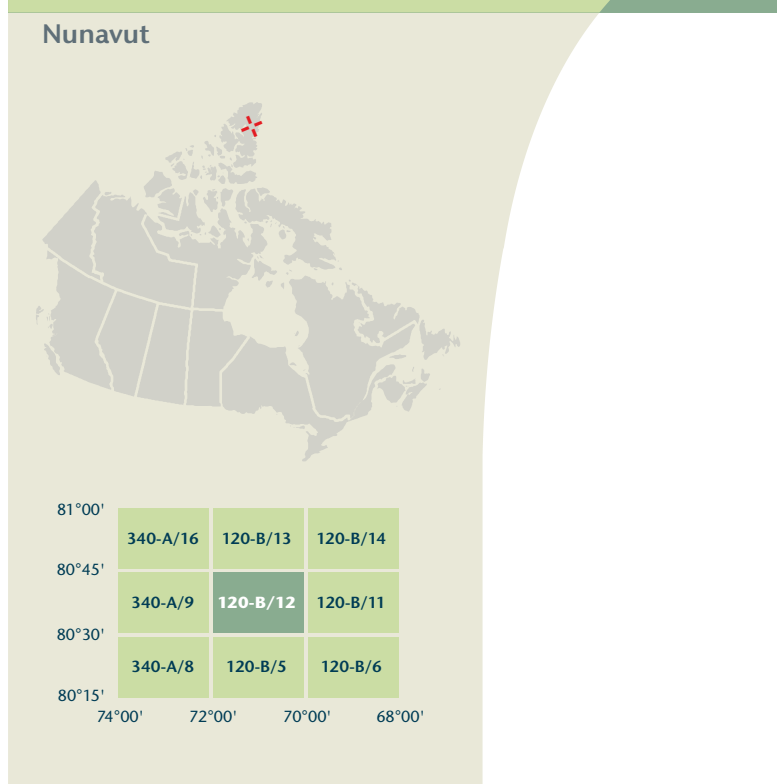 Nunavut
81°00'
340-A/16 120-B/13 120-B/14
80°45'
340-A/9 120-B/12 120-B/11
80°30'
340-A/8 120-B/5 120-B/6
80°15'
74°00' 72°00' 70°00' 68°00'